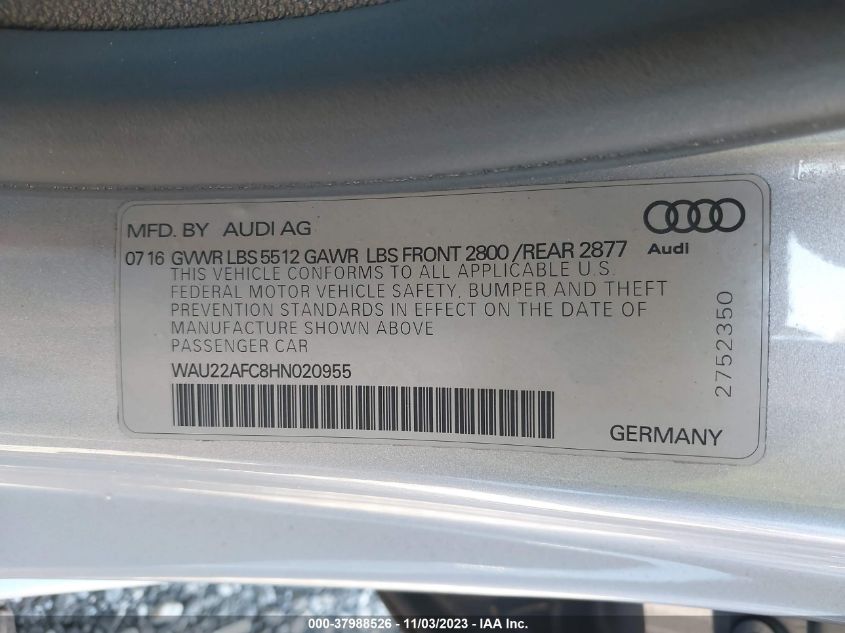 MFD. BY AUDI AG
Audi
07 16 GVWR LBS 5512 GAWR LBS FRONT 2800 /REAR 2877
THIS VEHICLE CONFORMS TO ALL APPLICABLE U.S.
FEDERAL MOTOR VEHICLE SAFETY, BUMPER AND THEFT
PREVENTION STANDARDS IN EFFECT ON THE DATE OF
MANUFACTURE SHOWN ABOVE
PASSENGER CAR
WAU22AFC8HN020955
GERMANY
2752350
000-37988526 - 11/03/2023 - IAA Inc.